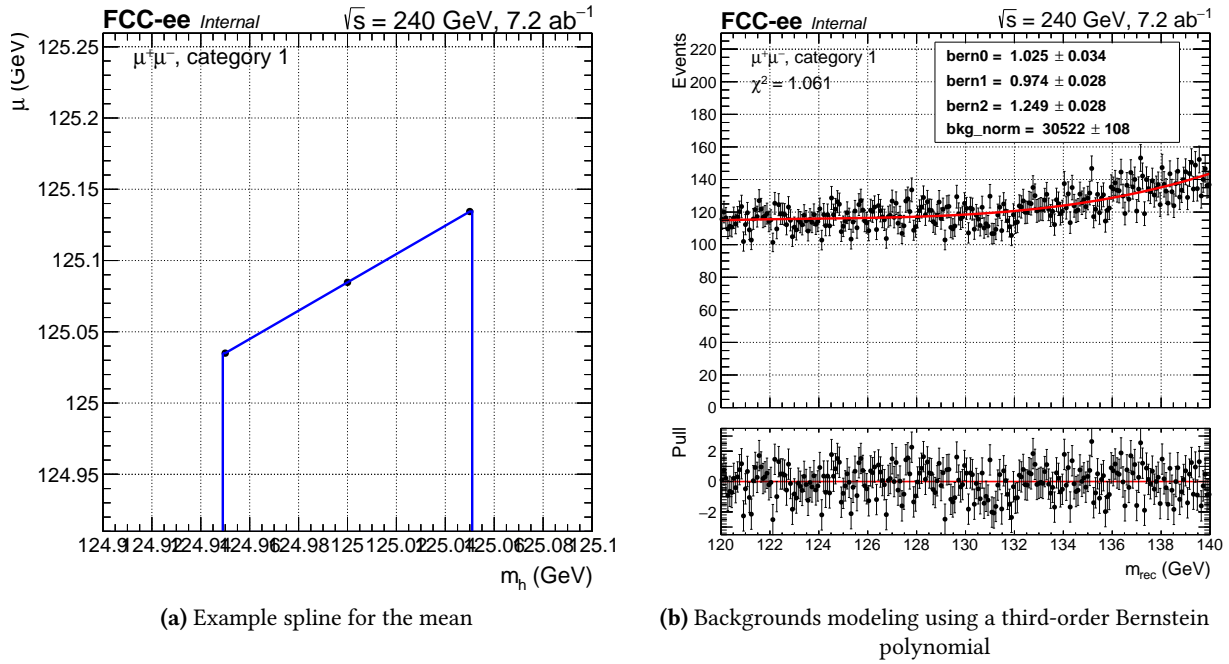 FCC-ee Internal √s = 240 GeV, 7.2 ab⁻¹
μ (GeV)
μ⁺μ⁻, category 1
125.25
125.2
125.15
125.1
125.05
125
124.95
124.9 124.92 124.94 124.96 124.98 125 125.02 125.04 125.06 125.08 125.1
m_h (GeV)
(a) Example spline for the mean
FCC-ee Internal √s = 240 GeV, 7.2 ab⁻¹
Events
μ⁺μ⁻, category 1
χ² = 1.061
bern0 = 1.025 ± 0.034
bern1 = 0.974 ± 0.028
bern2 = 1.249 ± 0.028
bkg_norm = 30522 ± 108
220
200
180
160
140
120
100
80
60
40
20
0
Pull
2
0
−2
120 122 124 126 128 130 132 134 136 138 140
m_rec (GeV)
(b) Backgrounds modeling using a third-order Bernstein
polynomial